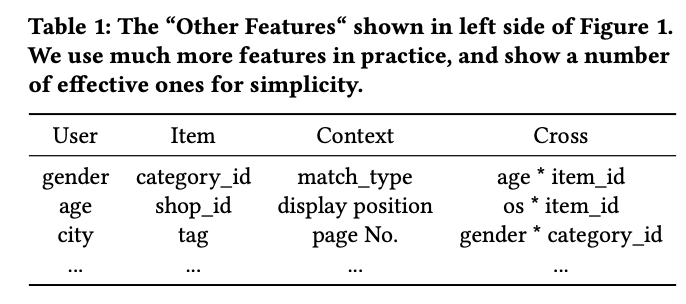 Table 1: The “Other Features“ shown in left side of Figure 1.
We use much more features in practice, and show a number
of effective ones for simplicity.
User Item Context Cross
gender category_id match_type age * item_id
age shop_id display position os * item_id
city tag page No. gender * category_id
... ... ... ...